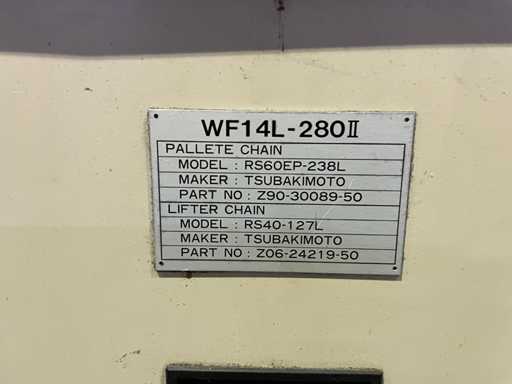 WF14L-280Ⅱ
PALLETE CHAIN
MODEL : RS60EP-238L
MAKER : TSUBAKIMOTO
PART NO : Z90-30089-50
LIFTER CHAIN
MODEL : RS40-127L
MAKER : TSUBAKIMOTO
PART NO : Z06-24219-50